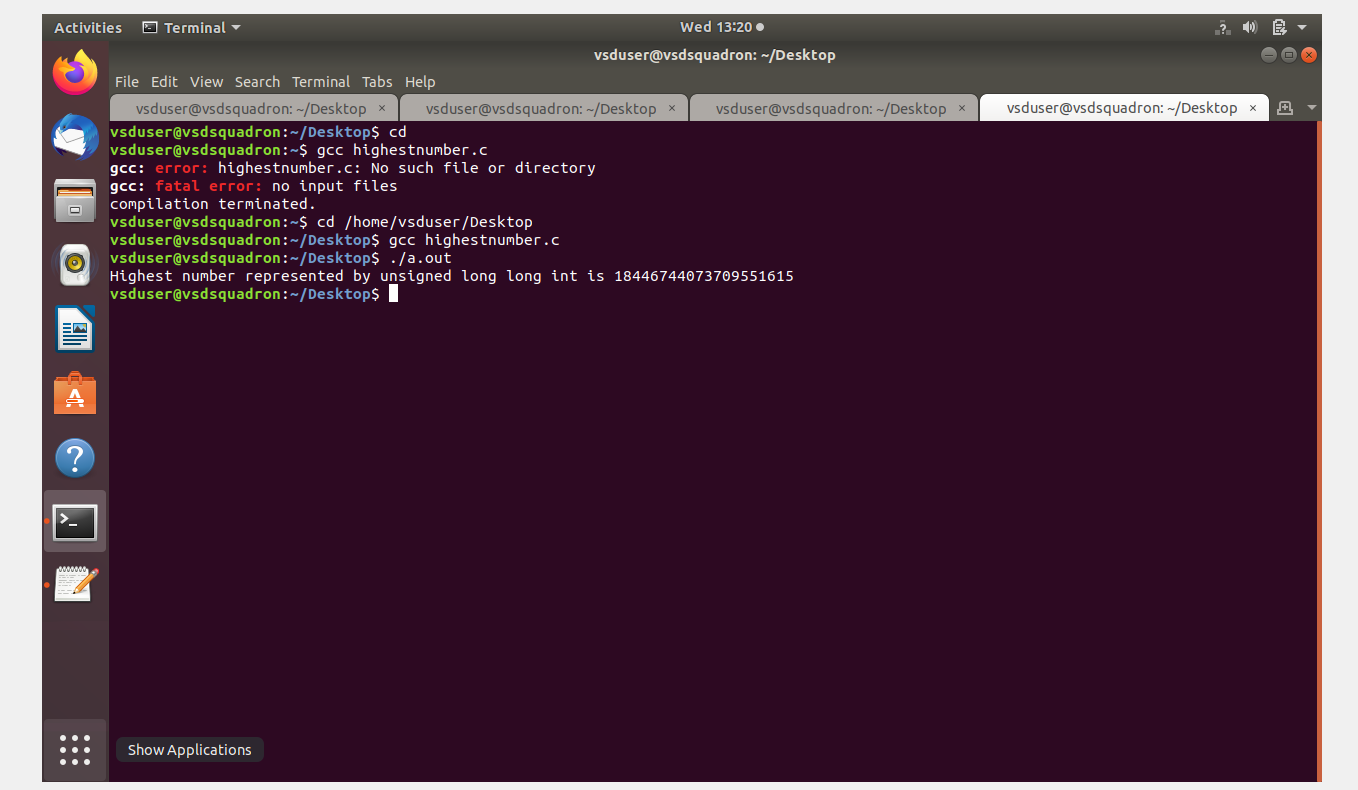 Activities Terminal Wed 13:20
vsduser@vsdsquadron: ~/Desktop
File Edit View Search Terminal Tabs Help
vsduser@vsdsquadron: ~/Desktop × vsduser@vsdsquadron: ~/Desktop × vsduser@vsdsquadron: ~/Desktop × vsduser@vsdsquadron: ~/Desktop ×
vsduser@vsdsquadron:~/Desktop$ cd
vsduser@vsdsquadron:~$ gcc highestnumber.c
gcc: error: highestnumber.c: No such file or directory
gcc: fatal error: no input files
compilation terminated.
vsduser@vsdsquadron:~$ cd /home/vsduser/Desktop
vsduser@vsdsquadron:~/Desktop$ gcc highestnumber.c
vsduser@vsdsquadron:~/Desktop$ ./a.out
Highest number represented by unsigned long long int is 18446744073709551615
vsduser@vsdsquadron:~/Desktop$
Show Applications